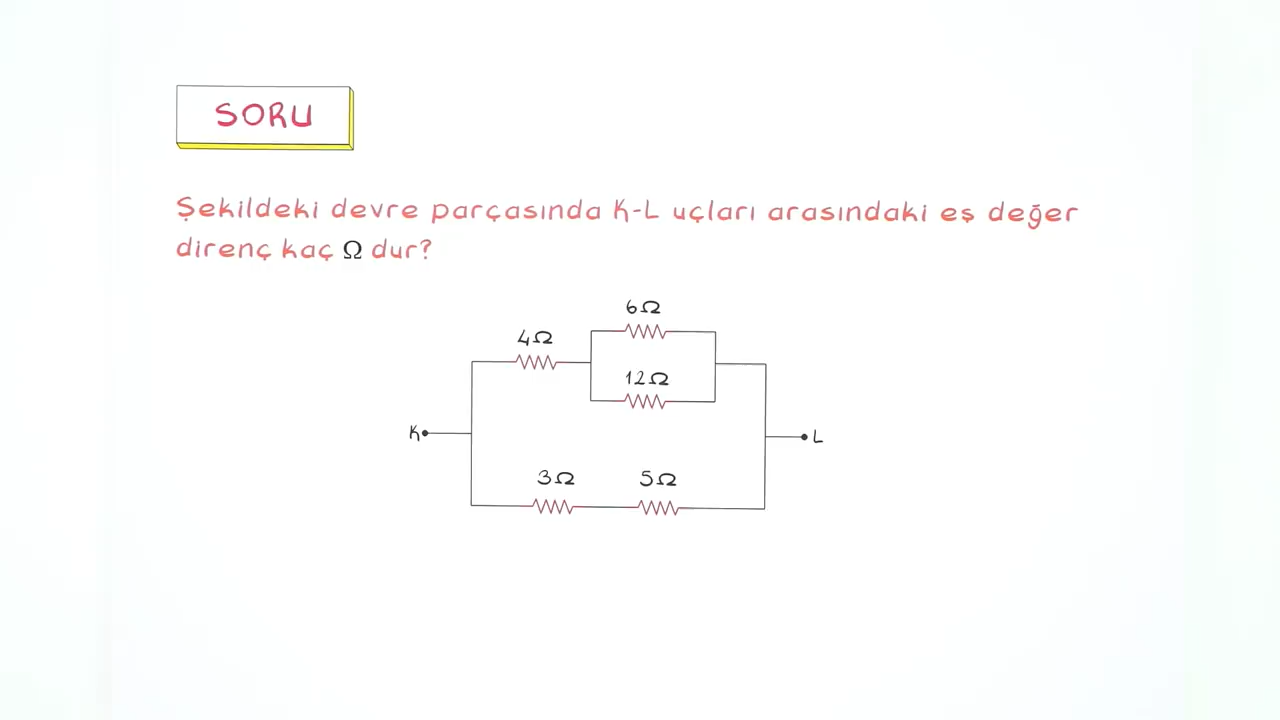 SORU
Şekildeki devre parçasında K-L uçları arasındaki eş değer
direnç kaç Ω dur?
6Ω
4Ω
12Ω
K
L
3Ω
5Ω